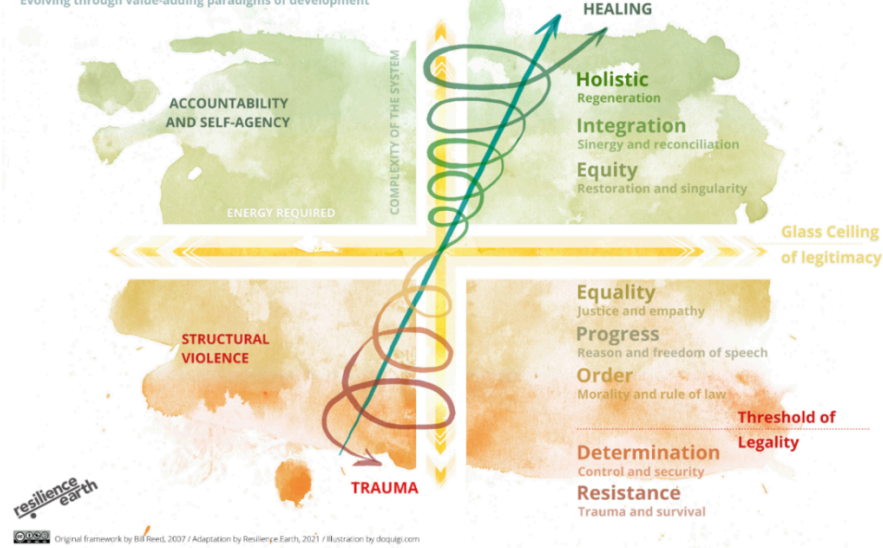 Evolving through value-adding paradigms of development
HEALING
COMPLEXITY OF THE SYSTEM
ACCOUNTABILITY
AND SELF-AGENCY
Holistic
Regeneration
Integration
Sinergy and reconciliation
Equity
Restoration and singularity
ENERGY REQUIRED
Glass Ceiling
of legitimacy
Equality
Justice and empathy
Progress
Reason and freedom of speech
STRUCTURAL
VIOLENCE
Order
Morality and rule of law
Threshold of
Legality
Determination
Control and security
Resistance
Trauma and survival
TRAUMA
resilience
earth
Original framework by Bill Reed, 2007 / Adaptation by Resilience.Earth, 2021 / Illustration by doquigi.com